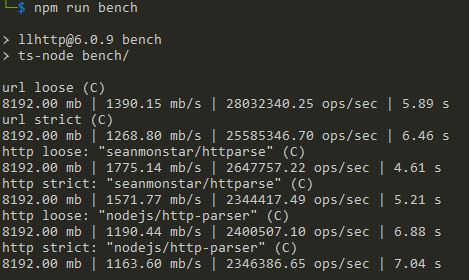 └─$ npm run bench
> llhttp@6.0.9 bench
> ts-node bench/
url loose (C)
8192.00 mb | 1390.15 mb/s | 28032340.25 ops/sec | 5.89 s
url strict (C)
8192.00 mb | 1268.80 mb/s | 25585346.70 ops/sec | 6.46 s
http loose: "seanmonstar/httparse" (C)
8192.00 mb | 1775.14 mb/s | 2647757.22 ops/sec | 4.61 s
http strict: "seanmonstar/httparse" (C)
8192.00 mb | 1571.77 mb/s | 2344417.49 ops/sec | 5.21 s
http loose: "nodejs/http-parser" (C)
8192.00 mb | 1190.44 mb/s | 2400507.10 ops/sec | 6.88 s
http strict: "nodejs/http-parser" (C)
8192.00 mb | 1163.60 mb/s | 2346386.65 ops/sec | 7.04 s